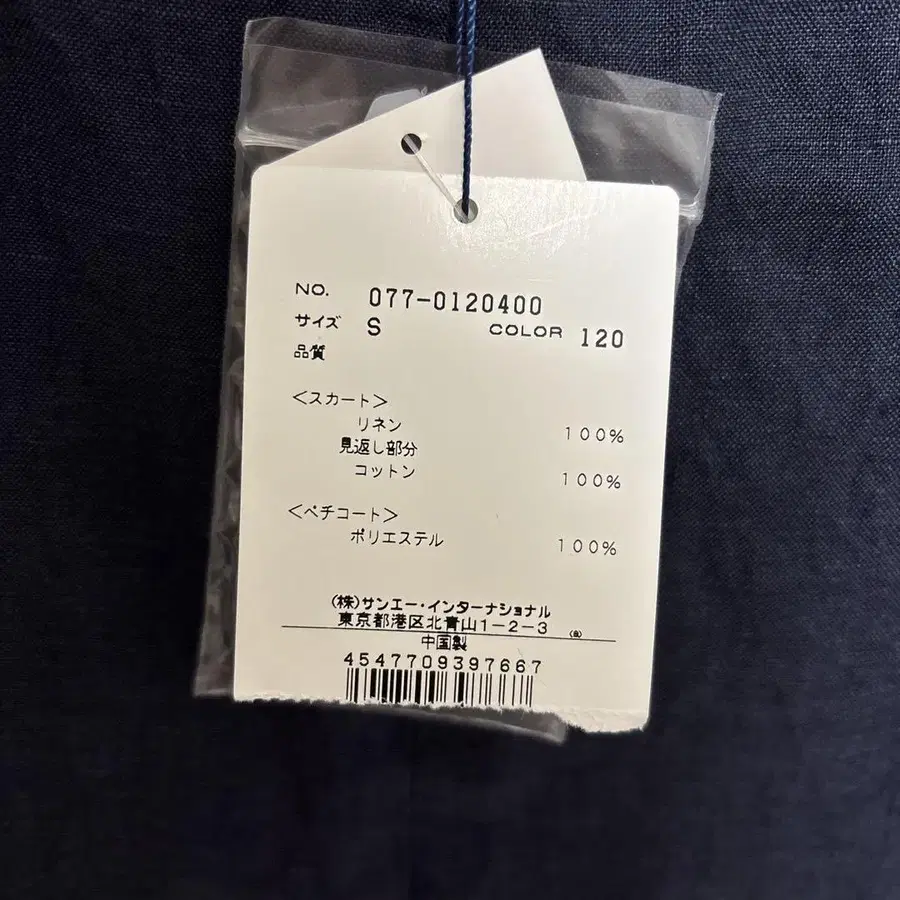 NO. 077-0120400
サイズ S COLOR 120
品質
＜スカート＞
リネン 100%
見返し部分
コットン 100%
＜ペチコート＞
ポリエステル 100%
(株)サンエー・インターナショナル
東京都港区北青山1-2-3 (a)
中国製
4547709397667